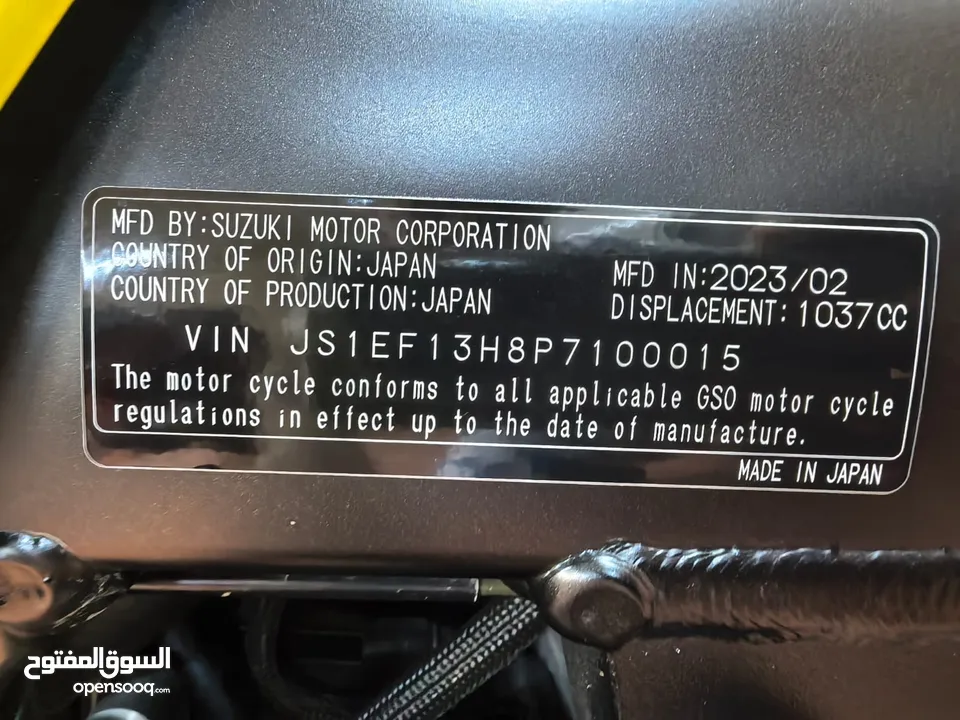 MFD BY:SUZUKI MOTOR CORPORATION
COUNTRY OF ORIGIN:JAPAN
MFD IN:2023/02
COUNTRY OF PRODUCTION:JAPAN
DISPLACEMENT:1037CC
VIN JS1EF13H8P7100015
The motor cycle conforms to all applicable GSO motor cycle
regulations in effect up to the date of manufacture.
MADE IN JAPAN
السوق المفتوح
opensooq.com